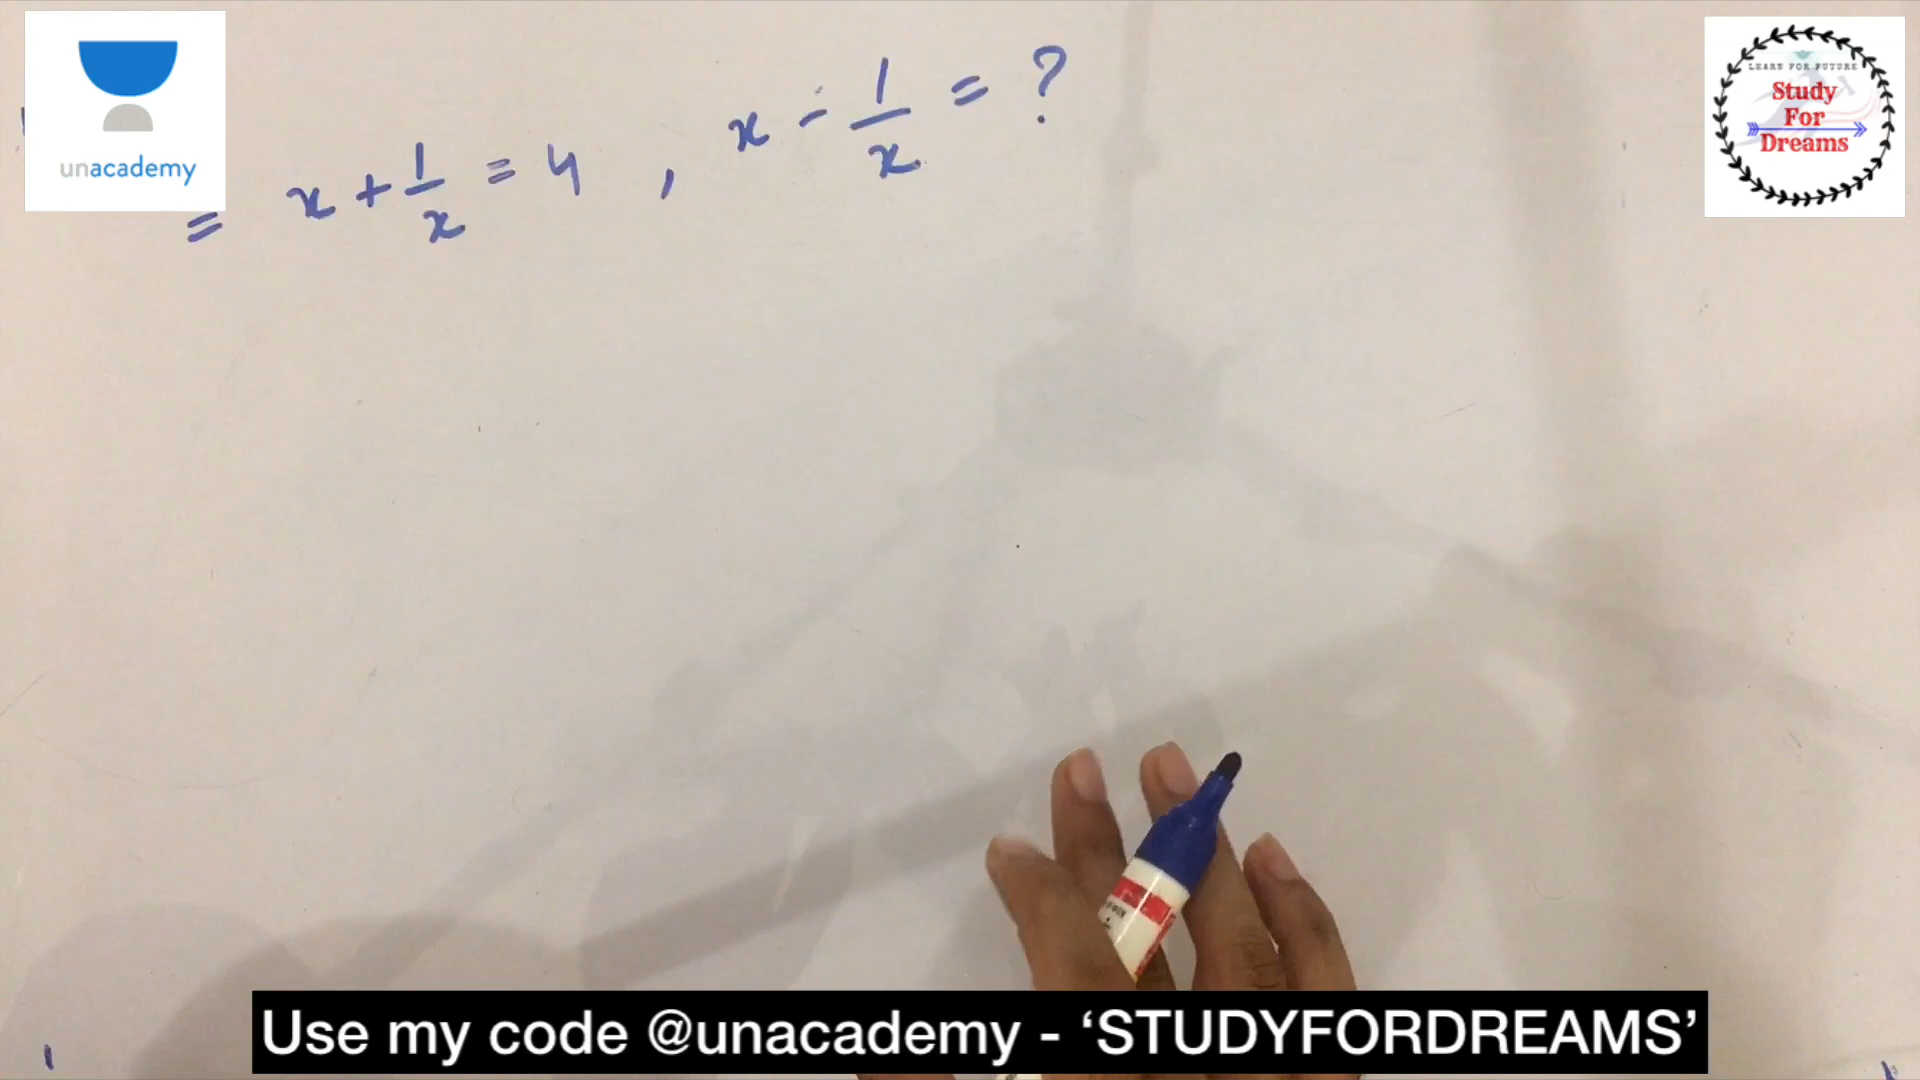 unacademy
= x + 1/x = 4 , x - 1/x = ?
LEARN FOR FUTURE
Study
For
Dreams
Use my code @unacademy - ‘STUDYFORDREAMS’